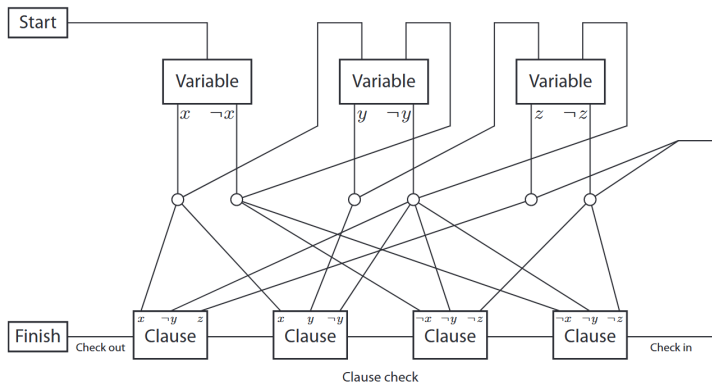 Start
Variable
Variable
Variable
x ¬x
y ¬y
z ¬z
x ¬y z
x y ¬y
¬x ¬y ¬z
¬x ¬y ¬z
Finish
Check out
Clause
Clause
Clause
Clause
Check in
Clause check